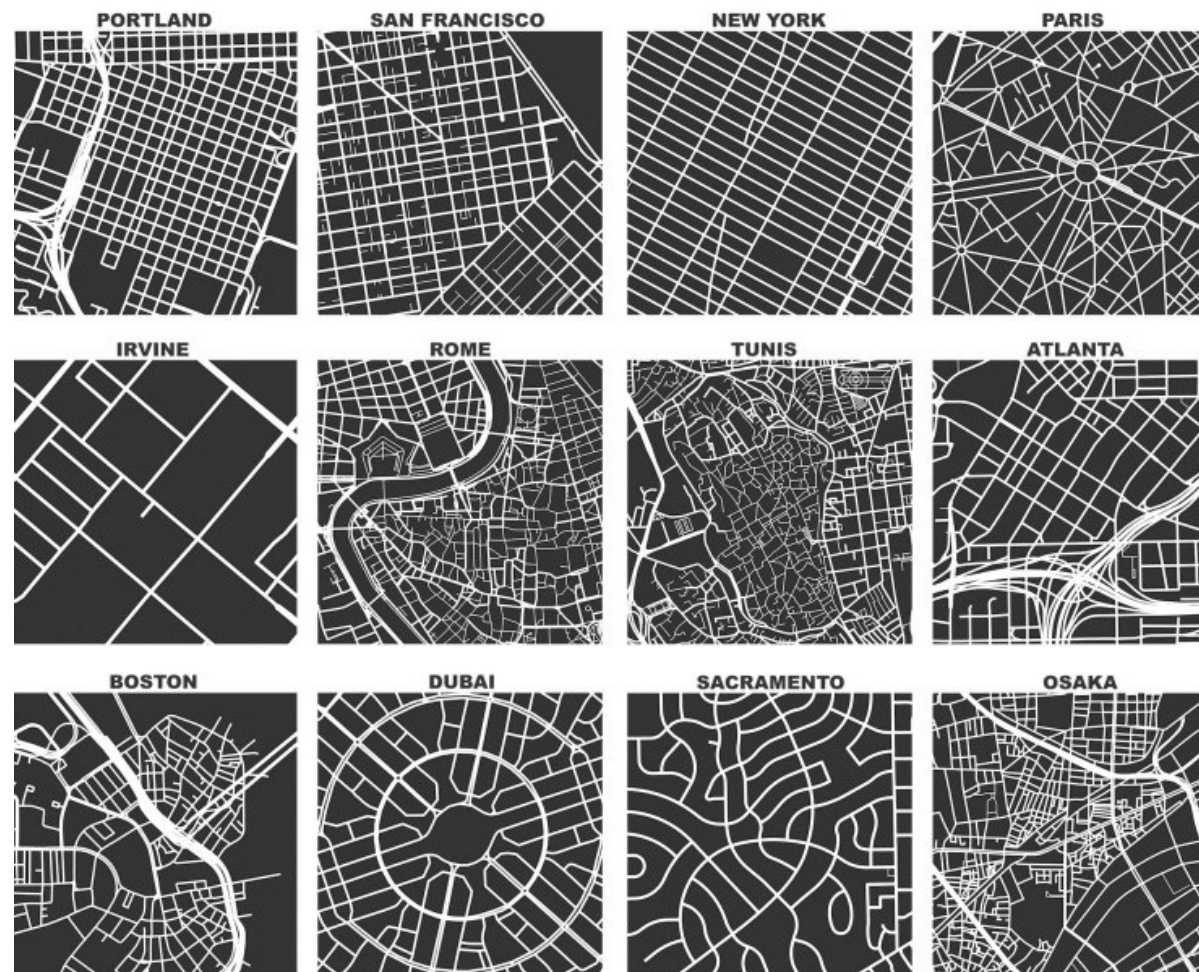 PORTLAND
SAN FRANCISCO
NEW YORK
PARIS
IRVINE
ROME
TUNIS
ATLANTA
BOSTON
DUBAI
SACRAMENTO
OSAKA